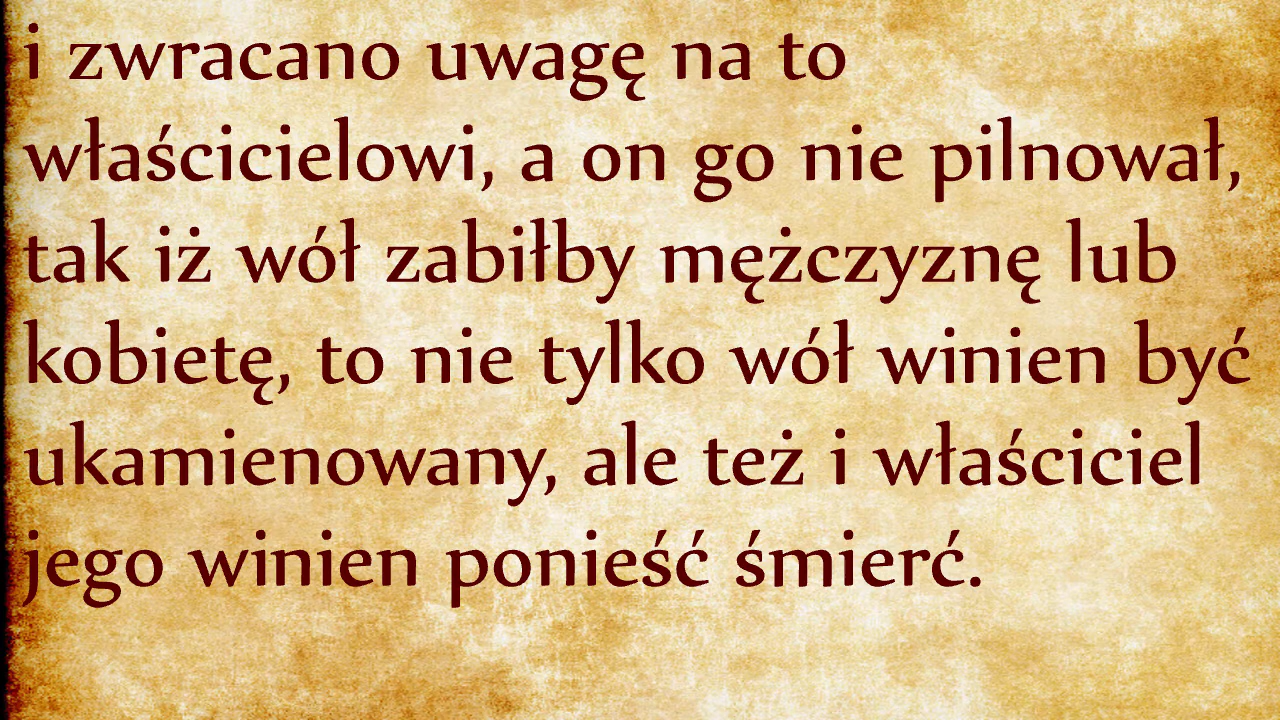 i zwracano uwagę na to
właścicielowi, a on go nie pilnował,
tak iż wół zabiłby mężczyznę lub
kobietę, to nie tylko wół winien być
ukamienowany, ale też i właściciel
jego winien ponieść śmierć.